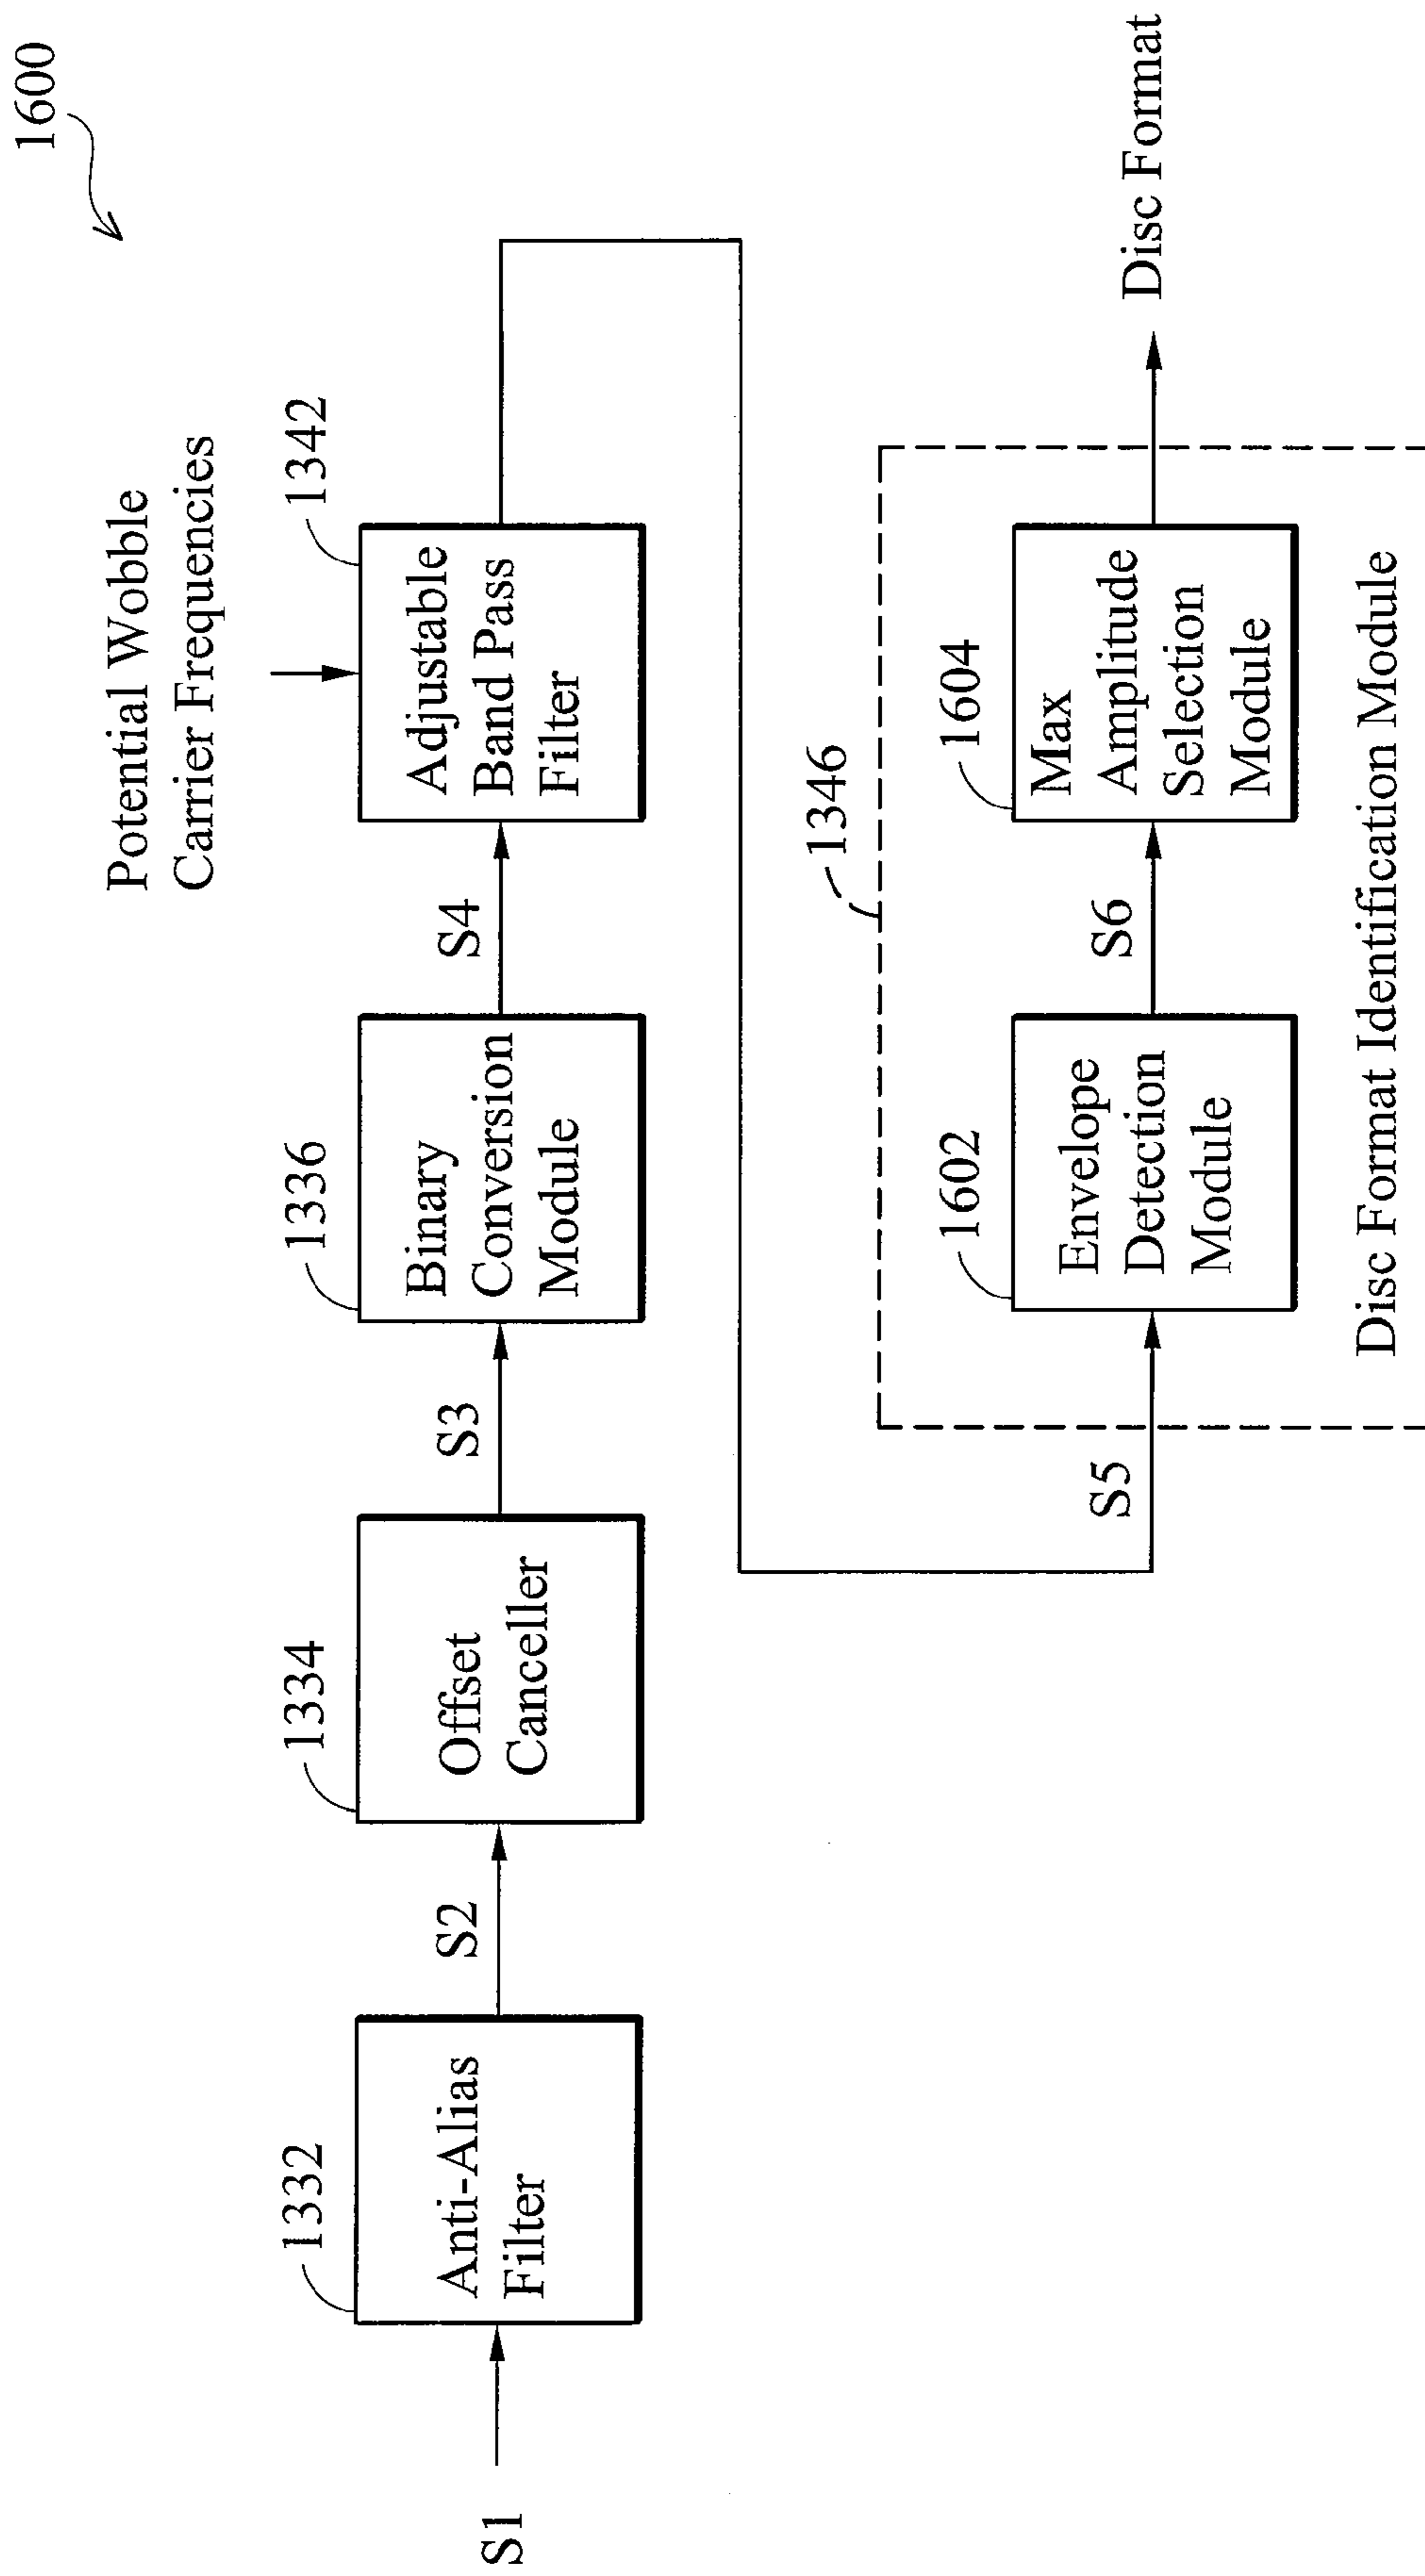 1600
Potential Wobble
Carrier Frequencies
1332
1334
1336
1342
S1
Anti-Alias
Filter
S2
Offset
Canceller
S3
Binary
Conversion
Module
S4
Adjustable
Band Pass
Filter
1346
1602
1604
S5
Envelope
Detection
Module
S6
Max
Amplitude
Selection
Module
Disc Format
Disc Format Identification Module